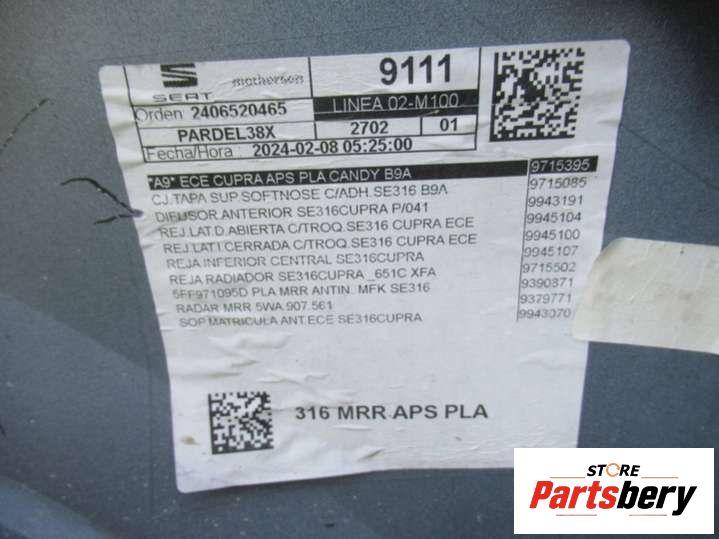 SEAT motherson 9111
Orden: 2406520465 LINEA 02-M100
PARDEL38X 2702 01
Fecha/Hora : 2024-02-08 05:25:00
*A9* ECE CUPRA APS PLA CANDY B9A 9715395
CJ.TAPA SUP.SOFTNOSE C/ADH.SE316 B9A 9715085
DIFUSOR.ANTERIOR SE316CUPRA P/041 9943191
REJ.LAT.D.ABIERTA C/TROQ.SE316 CUPRA ECE 9945104
REJ.LAT.I.CERRADA C/TROQ.SE 316 CUPRA ECE 9945100
REJA INFERIOR CENTRAL SE316CUPRA 9945107
REJA RADIADOR SE316CUPRA _651C XFA 9715502
5FF971095D PLA MRR ANTIN. MFK SE316 9390871
RADAR MRR 5WA.907.561 9379771
SOP.MATRICULA ANT.ECE SE316CUPRA 9943070
316 MRR APS PLA
STORE
Partsbery